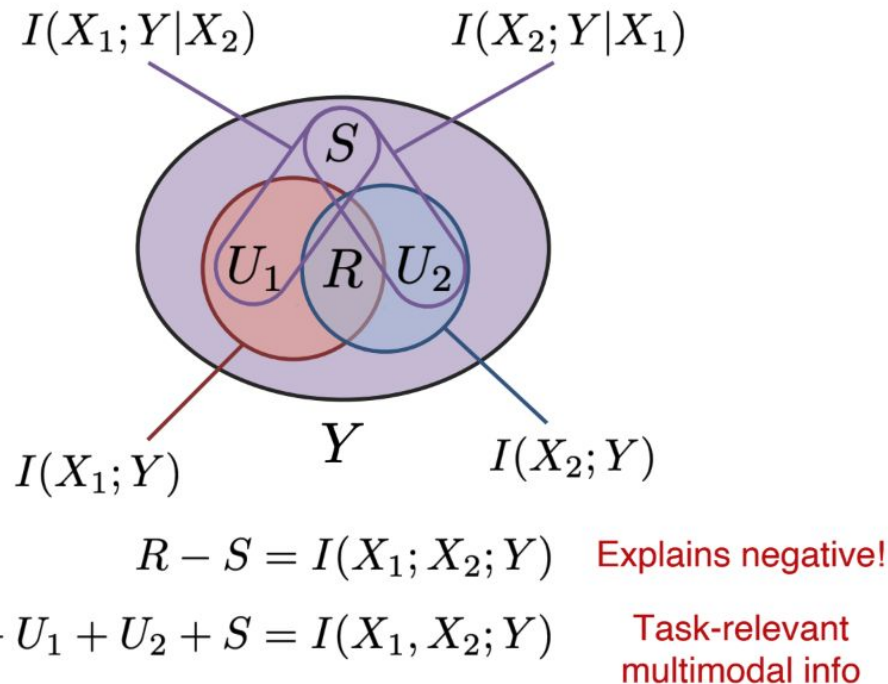 I(X₁; Y|X₂) I(X₂; Y|X₁)
S
U₁ R U₂
Y
I(X₁; Y) I(X₂; Y)
R − S = I(X₁; X₂; Y) Explains negative!
U₁ + U₂ + S = I(X₁, X₂; Y) Task-relevant
multimodal info